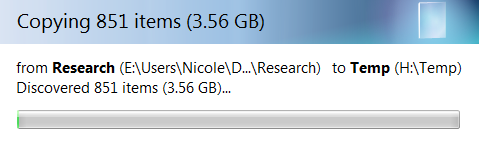 Copying 851 items (3.56 GB)
from Research (E:\Users\Nicole\D...\Research) to Temp (H:\Temp)
Discovered 851 items (3.56 GB)...